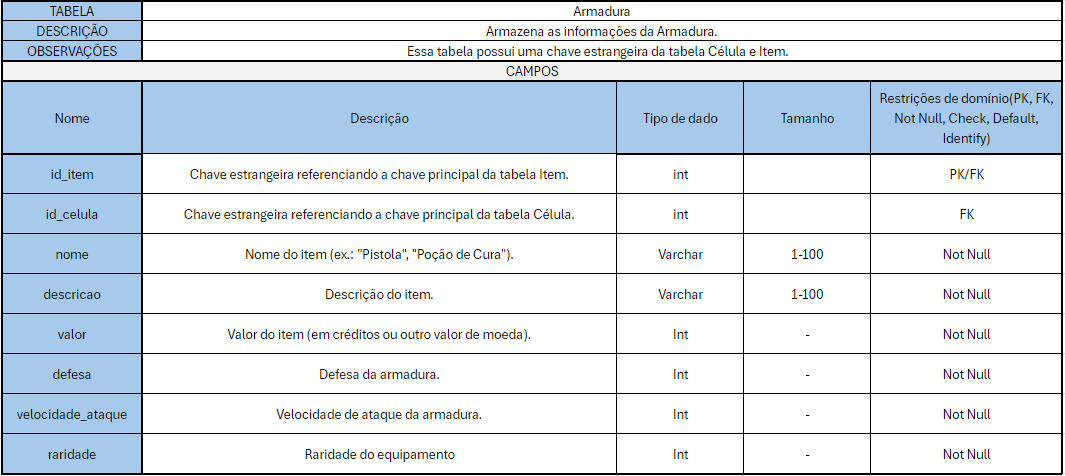 TABELA Armadura
DESCRIÇÃO Armazena as informações da Armadura.
OBSERVAÇÕES Essa tabela possui uma chave estrangeira da tabela Célula e Item.
CAMPOS
Nome Descrição Tipo de dado Tamanho Restrições de domínio(PK, FK, Not Null, Check, Default, Identify)
id_item Chave estrangeira referenciando a chave principal da tabela Item. int PK/FK
id_celula Chave estrangeira referenciando a chave principal da tabela Célula. int FK
nome Nome do item (ex.: "Pistola", "Poção de Cura"). Varchar 1-100 Not Null
descricao Descrição do item. Varchar 1-100 Not Null
valor Valor do item (em créditos ou outro valor de moeda). Int - Not Null
defesa Defesa da armadura. Int - Not Null
velocidade_ataque Velocidade de ataque da armadura. Int - Not Null
raridade Raridade do equipamento Int - Not Null